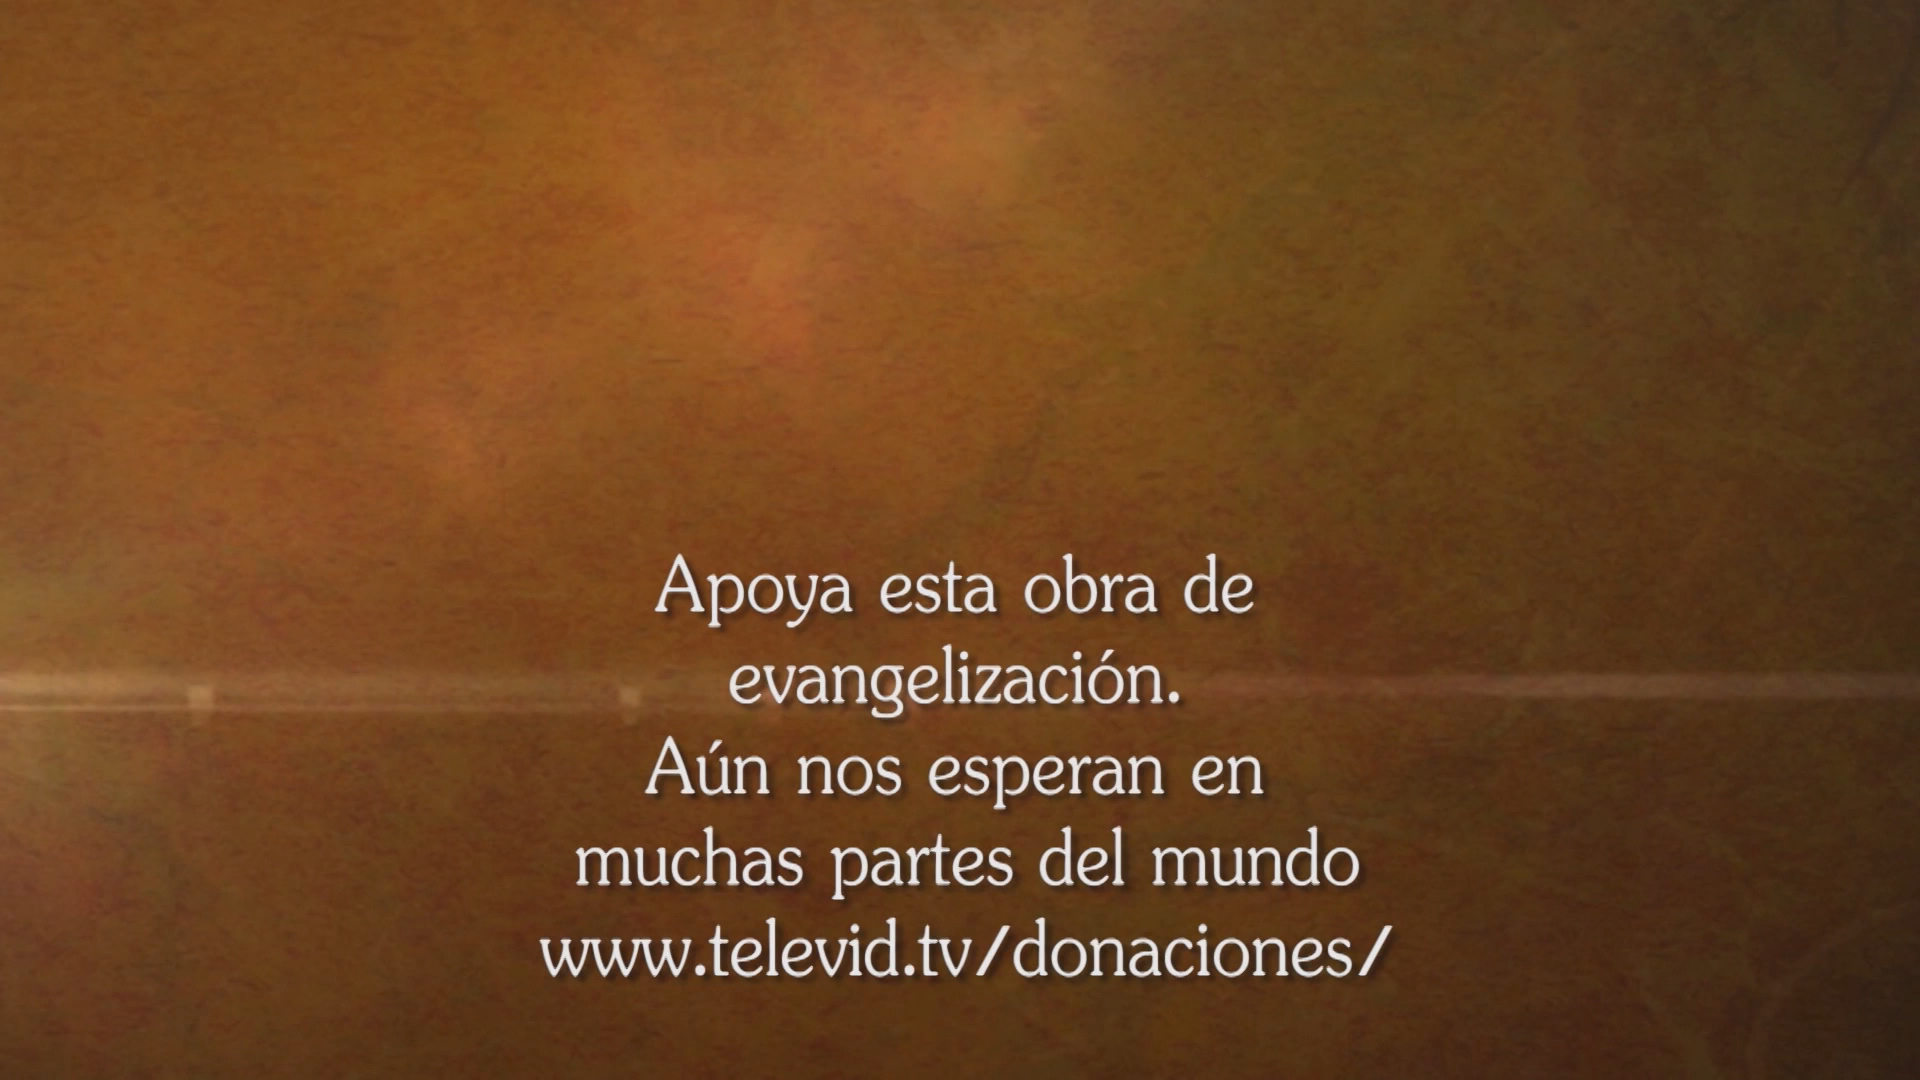 Apoya esta obra de
evangelización.
Aún nos esperan en
muchas partes del mundo
www.televid.tv/donaciones/